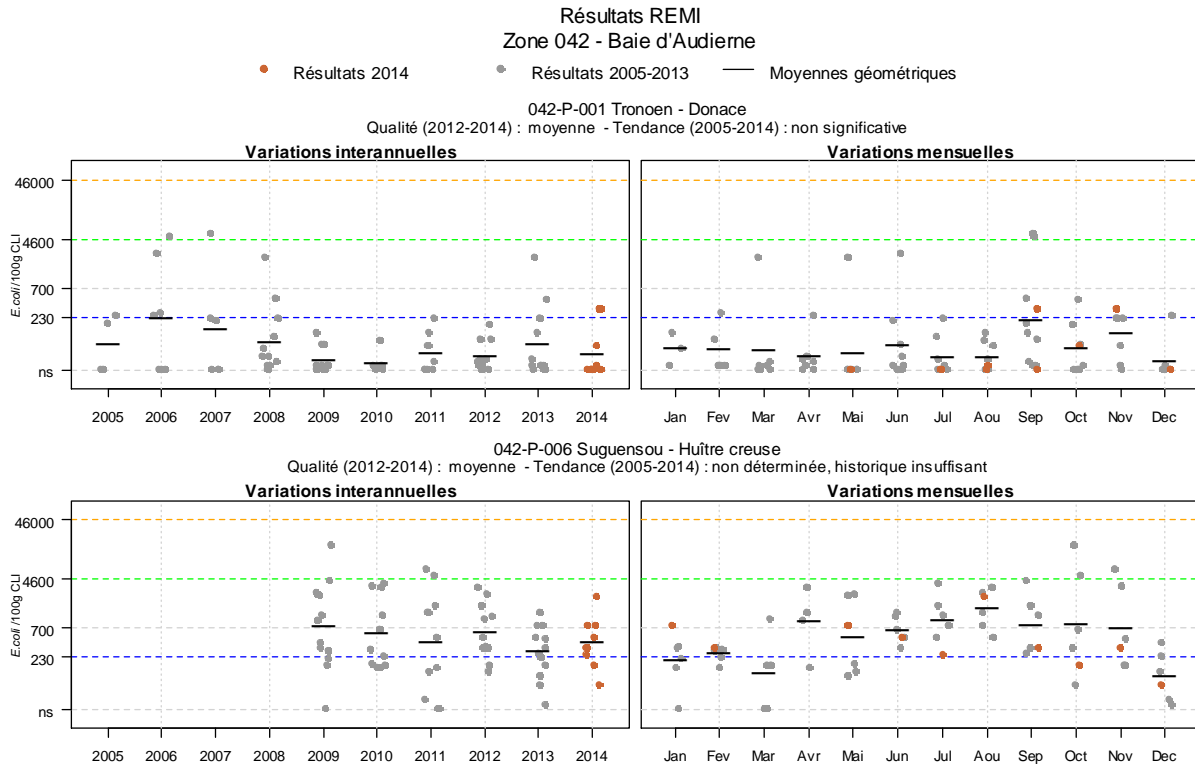 Résultats REMI
Zone 042 - Baie d'Audierne
Résultats 2014 Résultats 2005-2013 Moyennes géométriques
042-P-001 Tronoen - Donace
Qualité (2012-2014) : moyenne - Tendance (2005-2014) : non significative
Variations interannuelles Variations mensuelles
46000
4600
700
230
ns
E.coli/100g CLI
2005 2006 2007 2008 2009 2010 2011 2012 2013 2014
Jan Fev Mar Avr Mai Jun Jul Aou Sep Oct Nov Dec
042-P-006 Suguensou - Huître creuse
Qualité (2012-2014) : moyenne - Tendance (2005-2014) : non déterminée, historique insuffisant
Variations interannuelles Variations mensuelles
46000
4600
700
230
ns
E.coli/100g CLI
2005 2006 2007 2008 2009 2010 2011 2012 2013 2014
Jan Fev Mar Avr Mai Jun Jul Aou Sep Oct Nov Dec